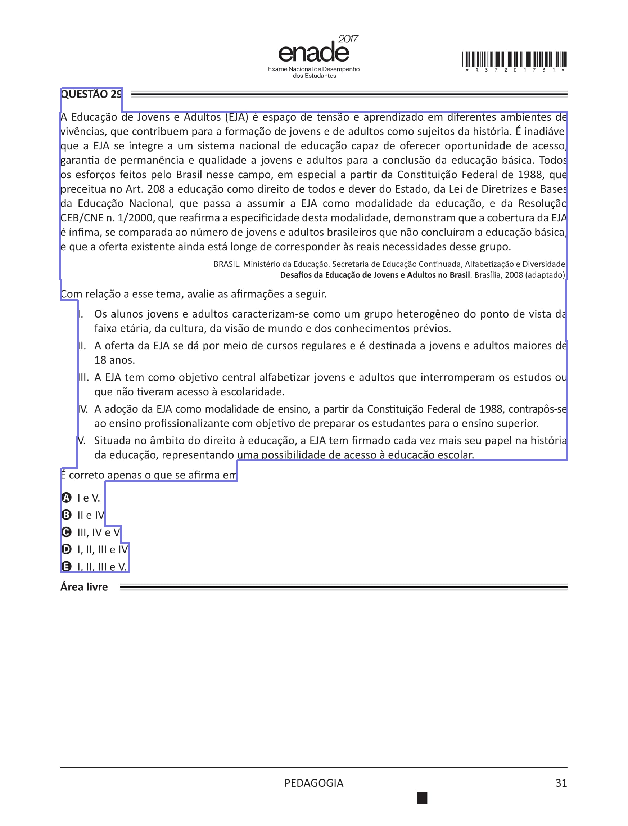 2017
enade
Exame Nacional de Desempenho
dos Estudantes
QUESTÃO 29
A Educação de Jovens e Adultos (EJA) é espaço de tensão e aprendizado em diferentes ambientes de
vivências, que contribuem para a formação de jovens e de adultos como sujeitos da história. É inadiável
que a EJA se integre a um sistema nacional de educação capaz de oferecer oportunidade de acesso,
garantia de permanência e qualidade a jovens e adultos para a conclusão da educação básica. Todos
os esforços feitos pelo Brasil nesse campo, em especial a partir da Constituição Federal de 1988, que
preceitua no Art. 208 a educação como direito de todos e dever do Estado, da Lei de Diretrizes e Bases
da Educação Nacional, que passa a assumir a EJA como modalidade da educação, e da Resolução
CEB/CNE n. 1/2000, que reafirma a especificidade desta modalidade, demonstram que a cobertura da EJA
é ínfima, se comparada ao número de jovens e adultos brasileiros que não concluíram a educação básica,
e que a oferta existente ainda está longe de corresponder às reais necessidades desse grupo.
BRASIL. Ministério da Educação. Secretaria de Educação Continuada, Alfabetização e Diversidade.
Desafios da Educação de Jovens e Adultos no Brasil. Brasília, 2008 (adaptado).
Com relação a esse tema, avalie as afirmações a seguir.
I. Os alunos jovens e adultos caracterizam-se como um grupo heterogêneo do ponto de vista da
faixa etária, da cultura, da visão de mundo e dos conhecimentos prévios.
II. A oferta da EJA se dá por meio de cursos regulares e é destinada a jovens e adultos maiores de
18 anos.
III. A EJA tem como objetivo central alfabetizar jovens e adultos que interromperam os estudos ou
que não tiveram acesso à escolaridade.
IV. A adoção da EJA como modalidade de ensino, a partir da Constituição Federal de 1988, contrapôs-se
ao ensino profissionalizante com objetivo de preparar os estudantes para o ensino superior.
V. Situada no âmbito do direito à educação, a EJA tem firmado cada vez mais seu papel na história
da educação, representando uma possibilidade de acesso à educação escolar.
É correto apenas o que se afirma em
A I e V.
B II e IV.
C III, IV e V.
D I, II, III e IV.
E I, II, III e V.
Área livre
PEDAGOGIA
31